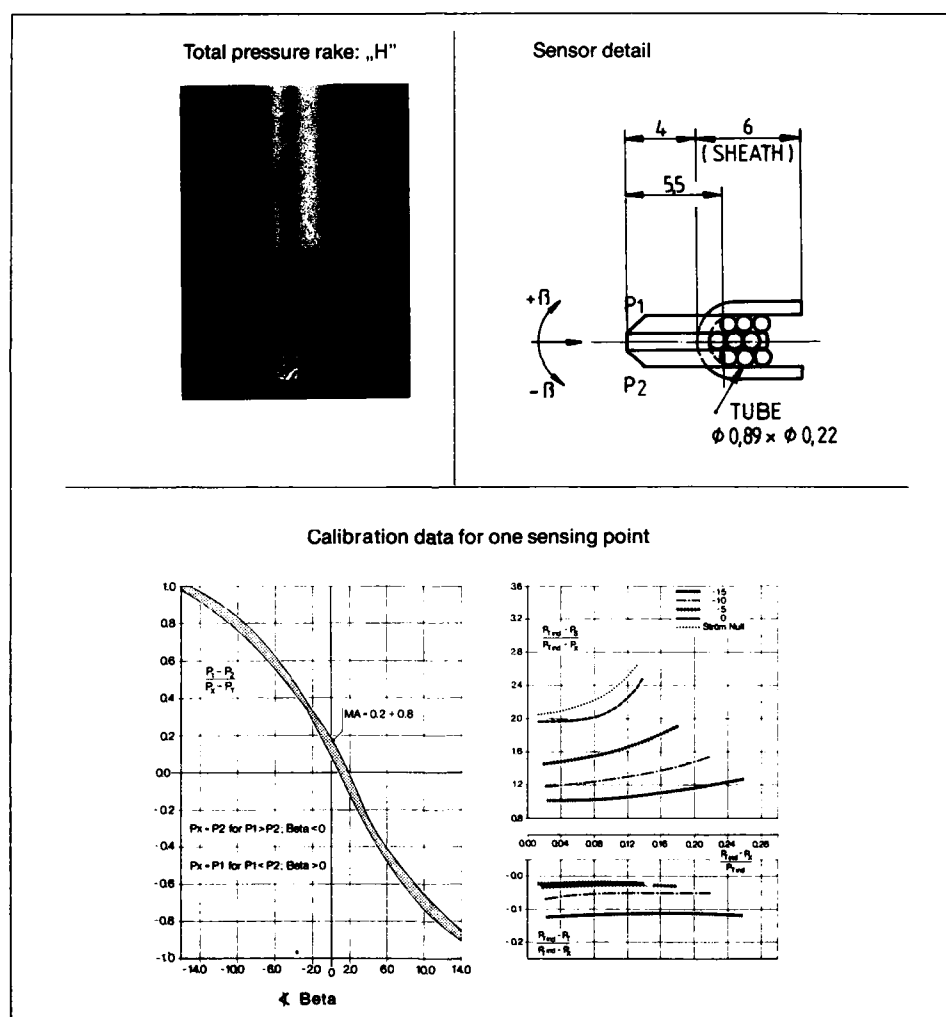 Total pressure rake: „H"
Sensor detail
4
6
(SHEATH)
5,5
+β
P1
-β
P2
TUBE
φ 0,89 × φ 0,22
Calibration data for one sensing point
1.0
0.8
0.6
0.4
0.2
0.0
-0.2
-0.4
-0.6
-0.8
-1.0
P1 - P2
MA = 0.2 ÷ 0.8
Px = P2 for P1>P2; Beta<0
Px = P1 for P1<P2; Beta>0
-14.0 -10.0 -6.0 -2.0 0 2.0 6.0 10.0 14.0
∢ Beta
3.6
3.2
2.8
2.4
2.0
1.6
1.2
0.8
-15
-10
-5
0
Ström Null
0.00 0.04 0.08 0.12 0.16 0.20 0.24 0.28
-0.0
0.1
0.2